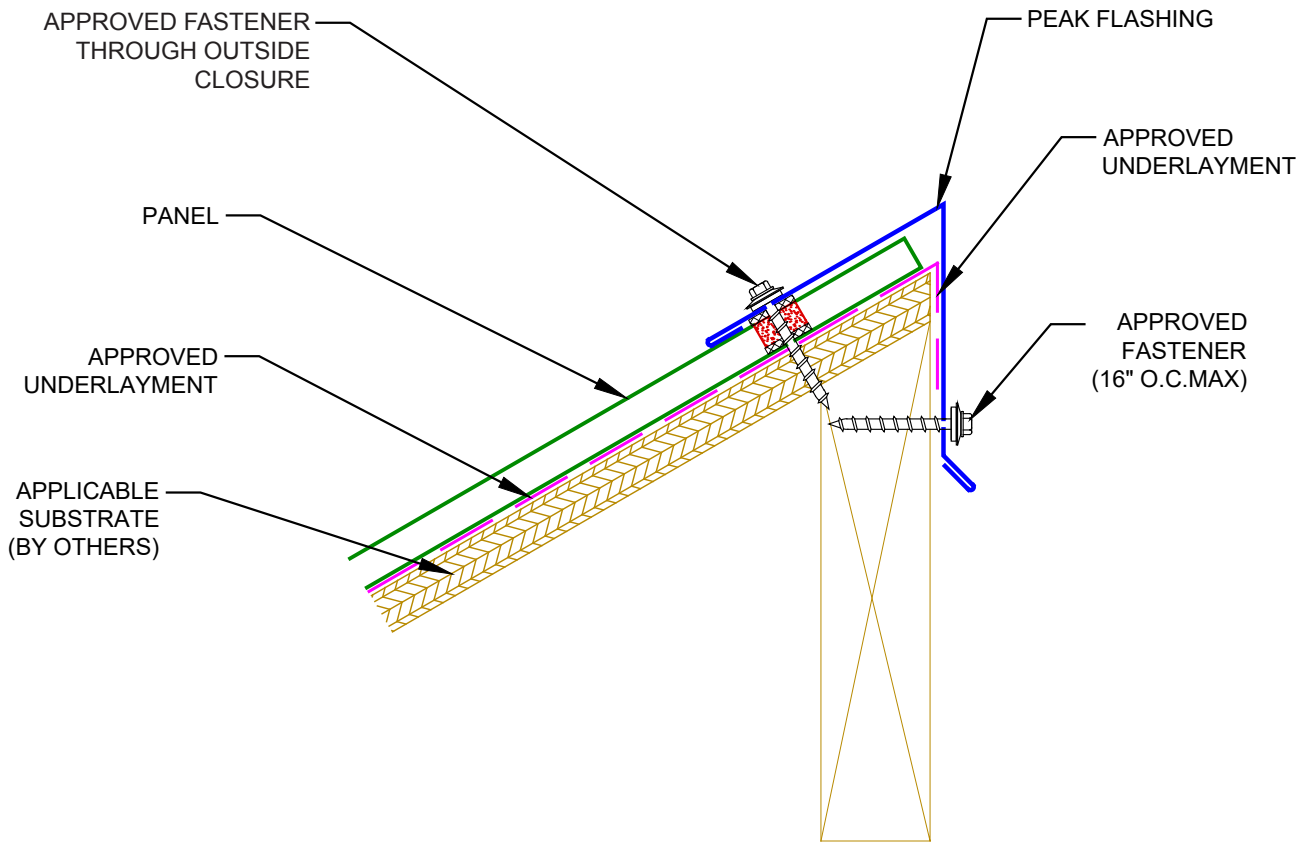 APPROVED FASTENER
THROUGH OUTSIDE
CLOSURE
PEAK FLASHING
APPROVED
UNDERLAYMENT
PANEL
APPROVED
FASTENER
(16" O.C.MAX)
APPROVED
UNDERLAYMENT
APPLICABLE
SUBSTRATE
(BY OTHERS)